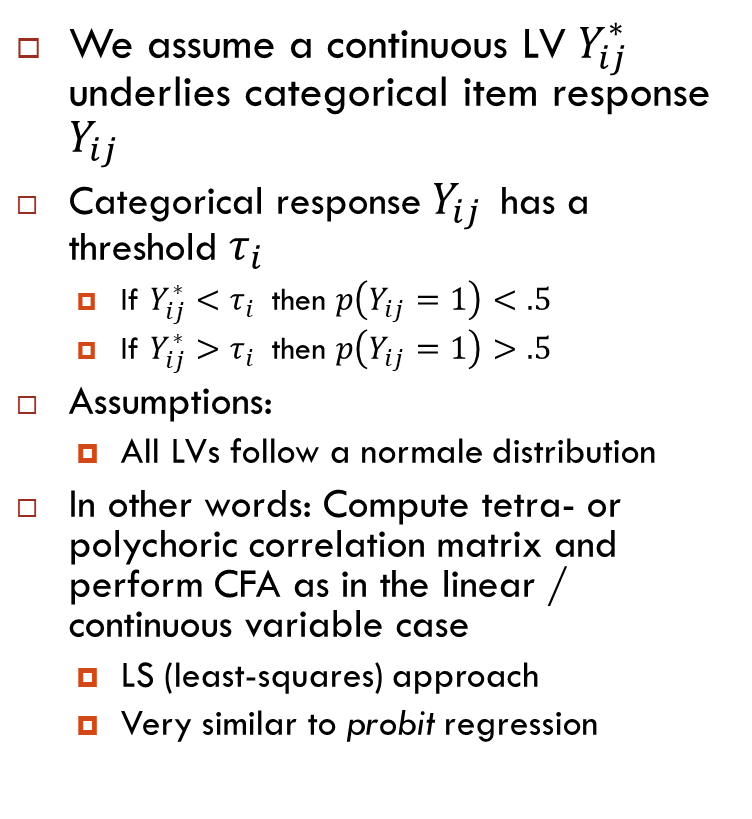 We assume a continuous LV $Y_{ij}^*$
underlies categorical item response
$Y_{ij}$
Categorical response $Y_{ij}$ has a
threshold $\tau_i$
If $Y_{ij}^* < \tau_i$ then $p(Y_{ij} = 1) < .5$
If $Y_{ij}^* > \tau_i$ then $p(Y_{ij} = 1) > .5$
Assumptions:
All LVs follow a normale distribution
In other words: Compute tetra- or
polychoric correlation matrix and
perform CFA as in the linear /
continuous variable case
LS (least-squares) approach
Very similar to probit regression